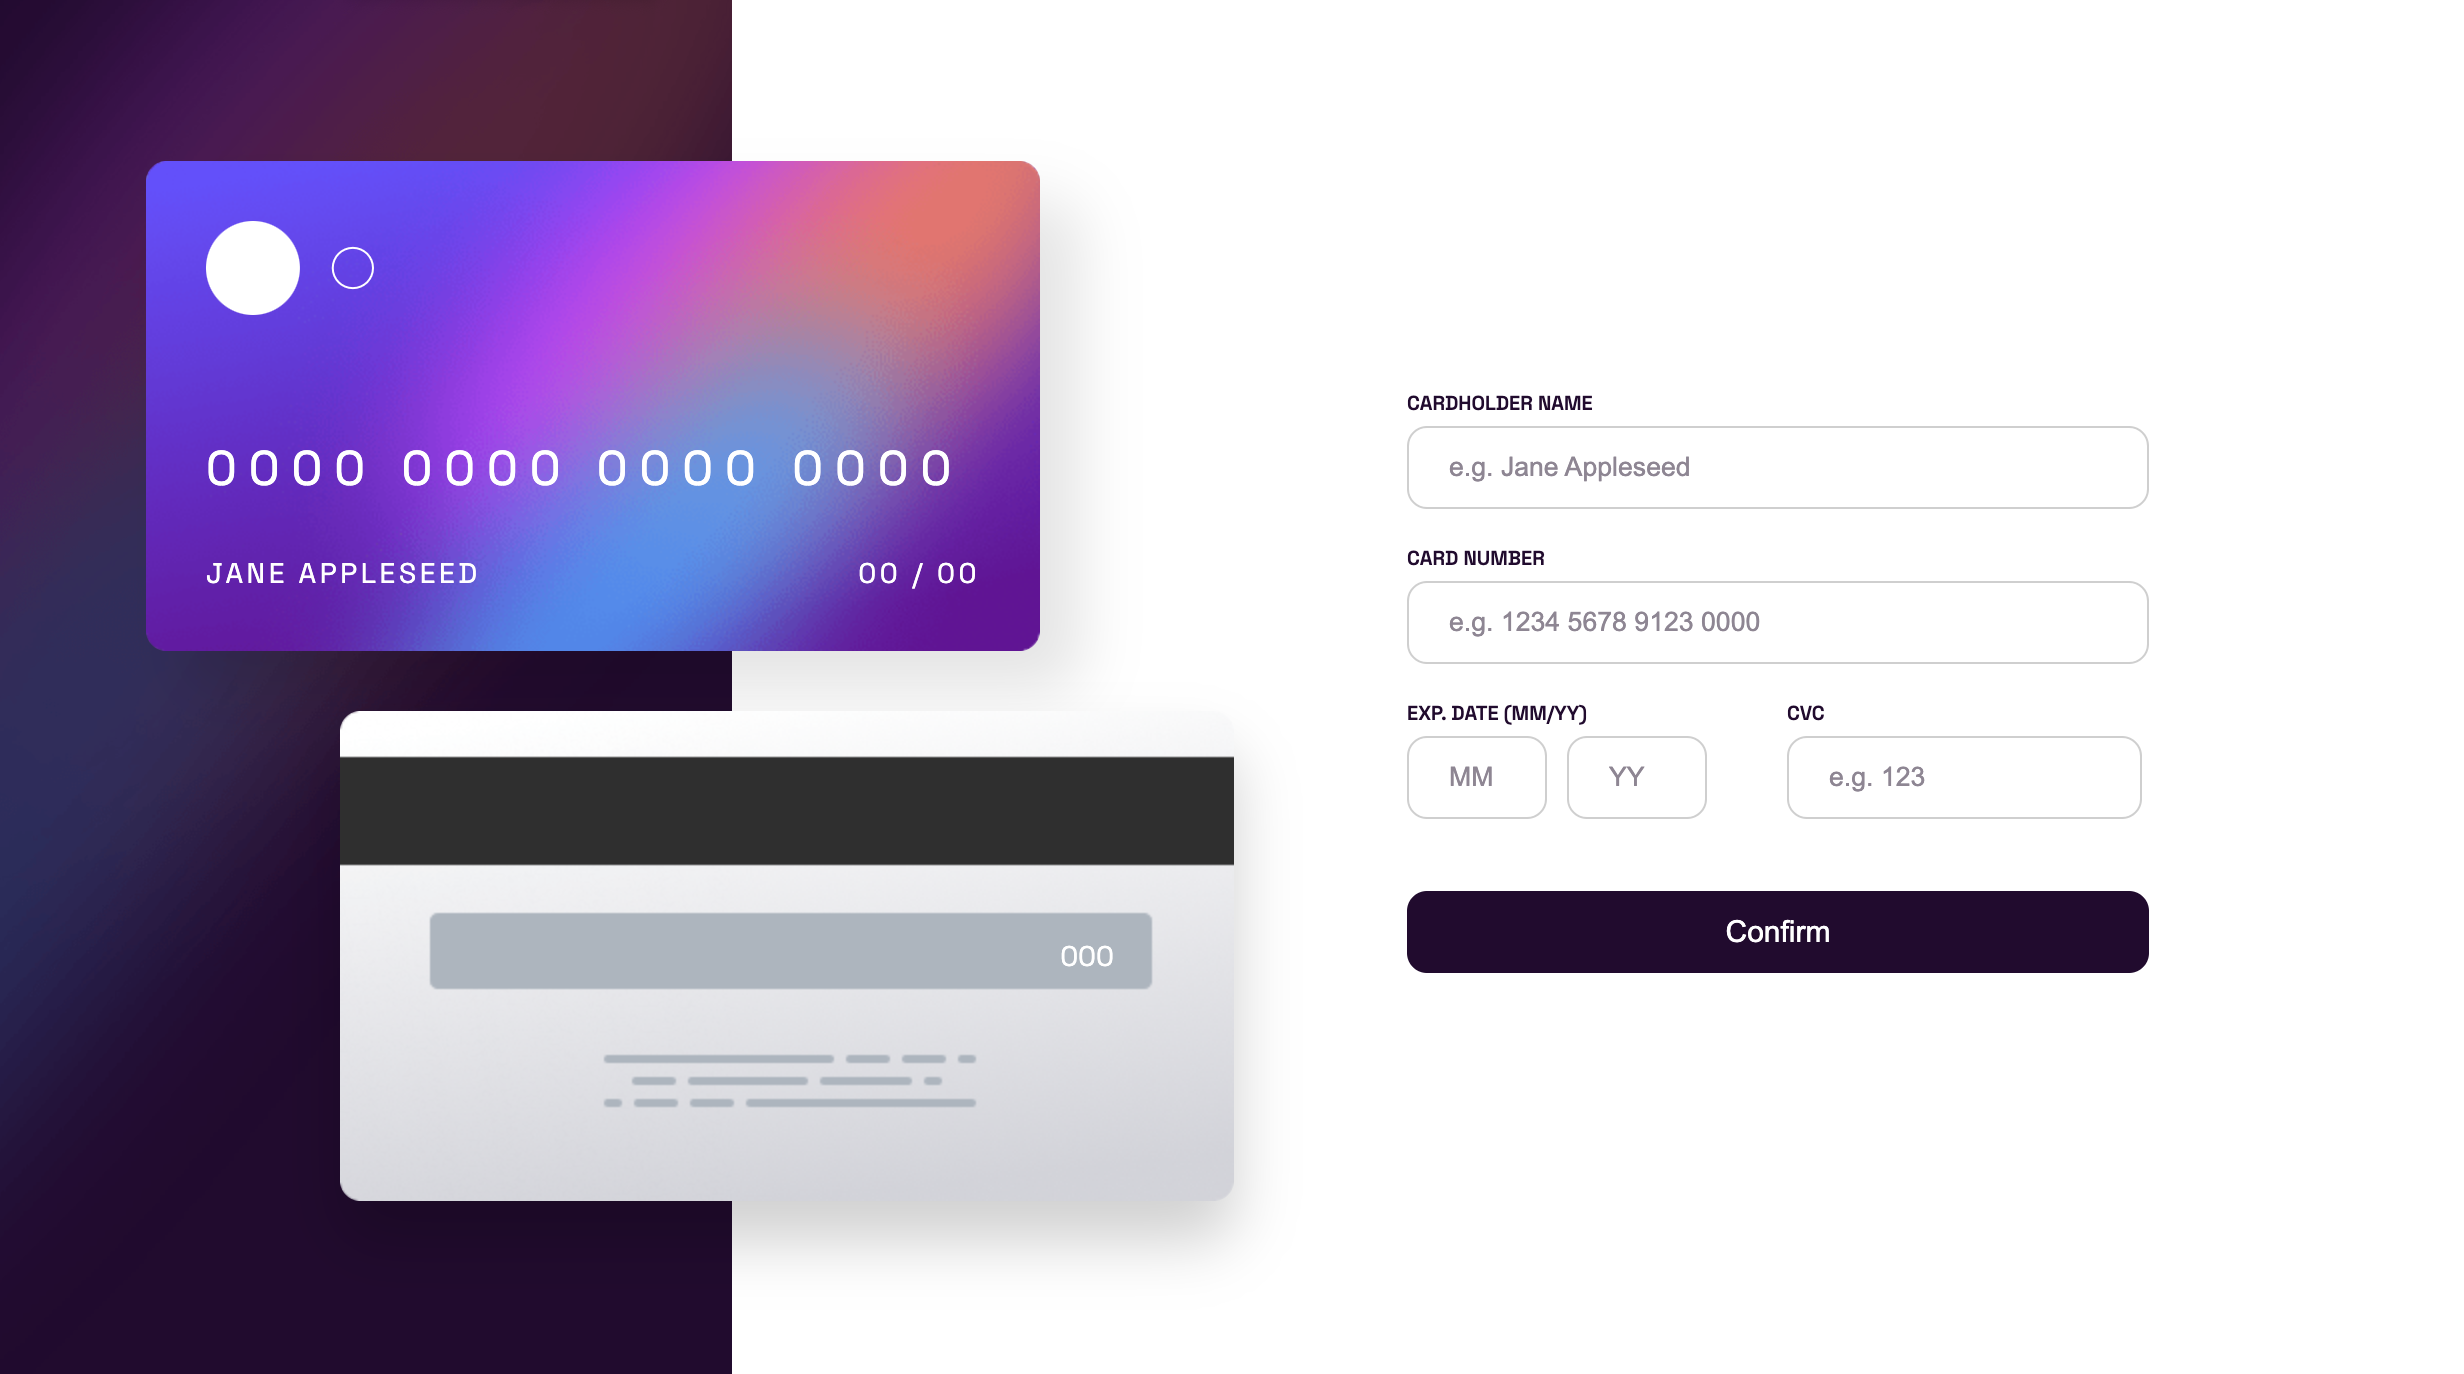 0000 0000 0000 0000
JANE APPLESEED 00 / 00
000
CARDHOLDER NAME
e.g. Jane Appleseed
CARD NUMBER
e.g. 1234 5678 9123 0000
EXP. DATE (MM/YY) CVC
MM YY e.g. 123
Confirm